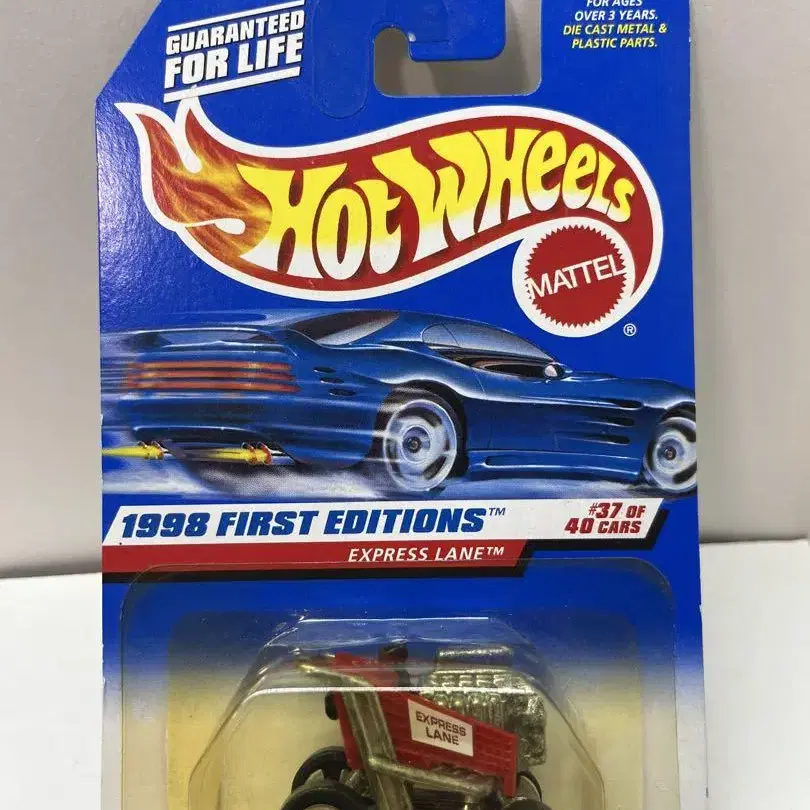 GUARANTEED
FOR LIFE
FOR AGES
OVER 3 YEARS.
DIE CAST METAL &
PLASTIC PARTS.
HOT WHEELS
MATTEL
®
1998 FIRST EDITIONS™
#37 OF
40 CARS
EXPRESS LANE™
EXPRESS
LANE